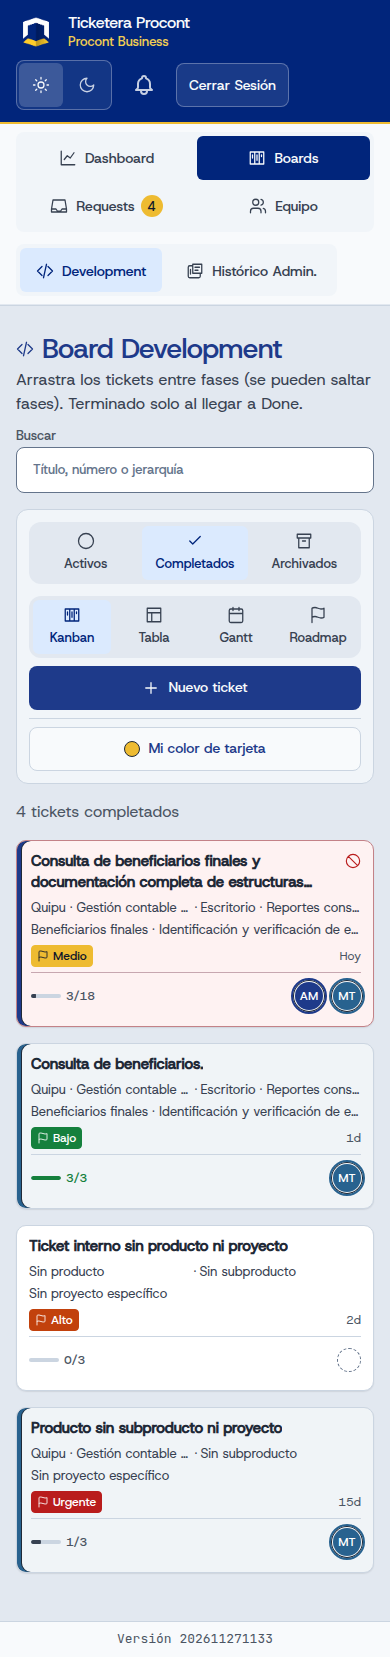 Ticketera Procont
Procont Business
Cerrar Sesión
Dashboard
Boards
Requests 4
Equipo
Development
Histórico Admin.
Board Development
Arrastra los tickets entre fases (se pueden saltar
fases). Terminado solo al llegar a Done.
Buscar
Título, número o jerarquía
Activos
Completados
Archivados
Kanban
Tabla
Gantt
Roadmap
Nuevo ticket
Mi color de tarjeta
4 tickets completados
Consulta de beneficiarios finales y
documentación completa de estructuras...
Quipu · Gestión contable ... · Escritorio · Reportes cons...
Beneficiarios finales · Identificación y verificación de e...
Medio Hoy
3/18 AM MT
Consulta de beneficiarios.
Quipu · Gestión contable ... · Escritorio · Reportes cons...
Beneficiarios finales · Identificación y verificación de e...
Bajo 1d
3/3 MT
Ticket interno sin producto ni proyecto
Sin producto · Sin subproducto
Sin proyecto específico
Alto 2d
0/3
Producto sin subproducto ni proyecto
Quipu · Gestión contable ... · Sin subproducto
Sin proyecto específico
Urgente 15d
1/3 MT
Versión 202611271133